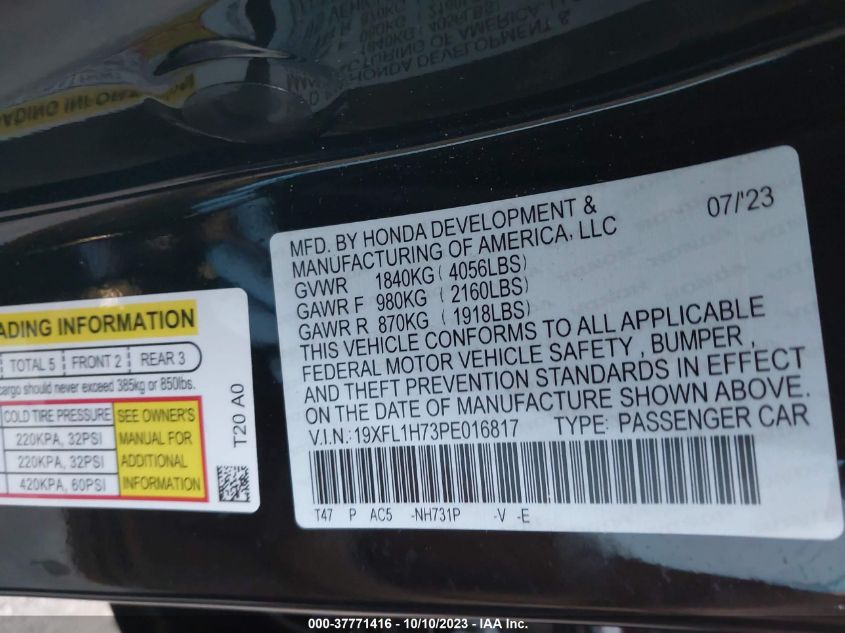 MFD. BY HONDA DEVELOPMENT & 07/'23
MANUFACTURING OF AMERICA, LLC
GVWR 1840KG ( 4056LBS)
GAWR F 980KG ( 2160LBS)
GAWR R 870KG ( 1918LBS)
THIS VEHICLE CONFORMS TO ALL APPLICABLE
FEDERAL MOTOR VEHICLE SAFETY , BUMPER ,
AND THEFT PREVENTION STANDARDS IN EFFECT
ON THE DATE OF MANUFACTURE SHOWN ABOVE.
V.I.N.:19XFL1H73PE016817 TYPE: PASSENGER CAR
T47 P AC5 -NH731P -V -E
ADING INFORMATION
TOTAL 5 FRONT 2 REAR 3
cargo should never exceed 385kg or 850lbs.
COLD TIRE PRESSURE SEE OWNER'S
220KPA, 32PSI MANUAL FOR
220KPA, 32PSI ADDITIONAL
420KPA, 60PSI INFORMATION
T20 A0
000-37771416 - 10/10/2023 - IAA Inc.